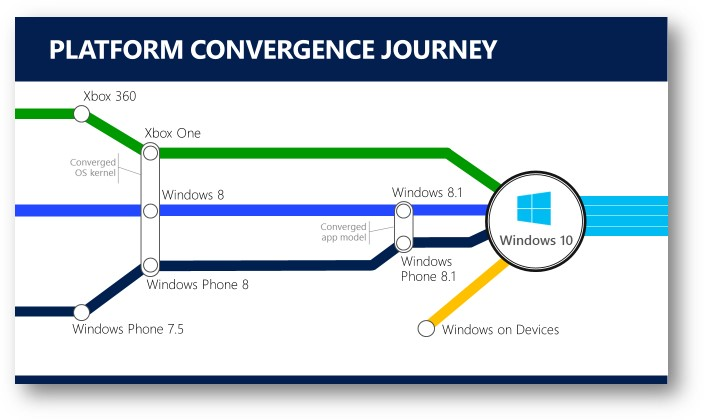 PLATFORM CONVERGENCE JOURNEY
Xbox 360
Xbox One
Converged
OS kernel
Windows 8
Windows 8.1
Converged
app model
Windows 10
Windows
Phone 8.1
Windows Phone 8
Windows Phone 7.5
Windows on Devices